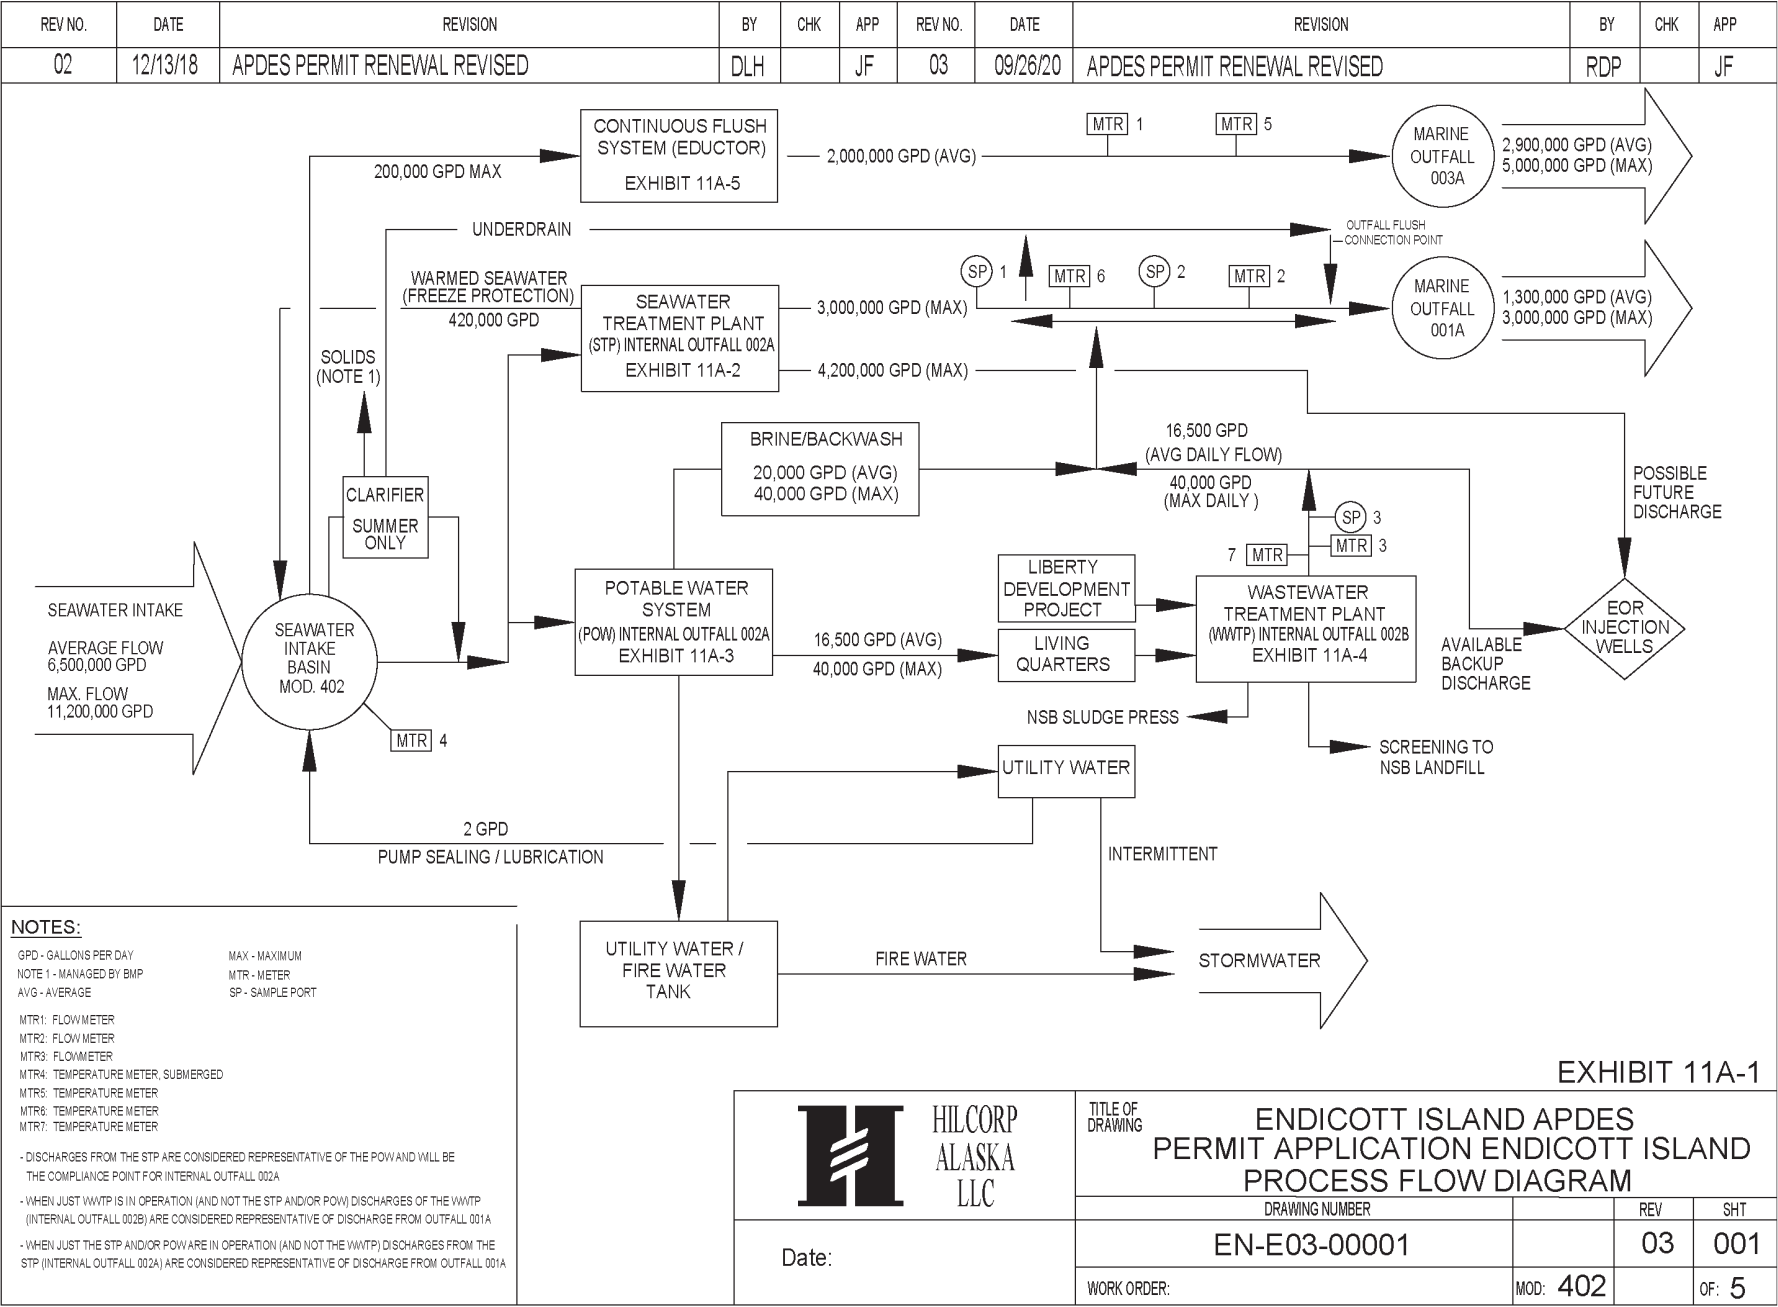 REV NO. DATE REVISION BY CHK APP REV NO. DATE REVISION BY CHK APP
02 12/13/18 APDES PERMIT RENEWAL REVISED DLH JF 03 09/26/20 APDES PERMIT RENEWAL REVISED RDP JF
CONTINUOUS FLUSH
SYSTEM (EDUCTOR)
EXHIBIT 11A-5
200,000 GPD MAX
2,000,000 GPD (AVG)
MTR 1
MTR 5
MARINE
OUTFALL
003A
2,900,000 GPD (AVG)
5,000,000 GPD (MAX)
UNDERDRAIN
OUTFALL FLUSH
CONNECTION POINT
WARMED SEAWATER
(FREEZE PROTECTION)
420,000 GPD
SEAWATER
TREATMENT PLANT
(STP) INTERNAL OUTFALL 002A
EXHIBIT 11A-2
3,000,000 GPD (MAX)
4,200,000 GPD (MAX)
SP 1
MTR 6
SP 2
MTR 2
MARINE
OUTFALL
001A
1,300,000 GPD (AVG)
3,000,000 GPD (MAX)
SOLIDS
(NOTE 1)
CLARIFIER
SUMMER
ONLY
BRINE/BACKWASH
20,000 GPD (AVG)
40,000 GPD (MAX)
16,500 GPD
(AVG DAILY FLOW)
40,000 GPD
(MAX DAILY )
POSSIBLE
FUTURE
DISCHARGE
SP 3
MTR 3
7 MTR
SEAWATER INTAKE
AVERAGE FLOW
6,500,000 GPD
MAX. FLOW
11,200,000 GPD
SEAWATER
INTAKE
BASIN
MOD. 402
MTR 4
POTABLE WATER
SYSTEM
(POW) INTERNAL OUTFALL 002A
EXHIBIT 11A-3
16,500 GPD (AVG)
40,000 GPD (MAX)
LIBERTY
DEVELOPMENT
PROJECT
LIVING
QUARTERS
WASTEWATER
TREATMENT PLANT
(WWTP) INTERNAL OUTFALL 002B
EXHIBIT 11A-4
AVAILABLE
BACKUP
DISCHARGE
EOR
INJECTION
WELLS
NSB SLUDGE PRESS
SCREENING TO
NSB LANDFILL
UTILITY WATER
2 GPD
PUMP SEALING / LUBRICATION
INTERMITTENT
UTILITY WATER /
FIRE WATER
TANK
FIRE WATER
STORMWATER
NOTES:
GPD - GALLONS PER DAY MAX - MAXIMUM
NOTE 1 - MANAGED BY BMP MTR - METER
AVG - AVERAGE SP - SAMPLE PORT
MTR1: FLOW METER
MTR2: FLOW METER
MTR3: FLOWMETER
MTR4: TEMPERATURE METER, SUBMERGED
MTR5: TEMPERATURE METER
MTR6: TEMPERATURE METER
MTR7: TEMPERATURE METER
- DISCHARGES FROM THE STP ARE CONSIDERED REPRESENTATIVE OF THE POW AND WILL BE
THE COMPLIANCE POINT FOR INTERNAL OUTFALL 002A
- WHEN JUST WWTP IS IN OPERATION (AND NOT THE STP AND/OR POW) DISCHARGES OF THE WWTP
(INTERNAL OUTFALL 002B) ARE CONSIDERED REPRESENTATIVE OF DISCHARGE FROM OUTFALL 001A
- WHEN JUST THE STP AND/OR POW ARE IN OPERATION (AND NOT THE WWTP) DISCHARGES FROM THE
STP (INTERNAL OUTFALL 002A) ARE CONSIDERED REPRESENTATIVE OF DISCHARGE FROM OUTFALL 001A
EXHIBIT 11A-1
HILCORP
ALASKA
LLC
Date:
TITLE OF
DRAWING
ENDICOTT ISLAND APDES
PERMIT APPLICATION ENDICOTT ISLAND
PROCESS FLOW DIAGRAM
DRAWING NUMBER REV SHT
EN-E03-00001 03 001
WORK ORDER: MOD: 402 OF: 5